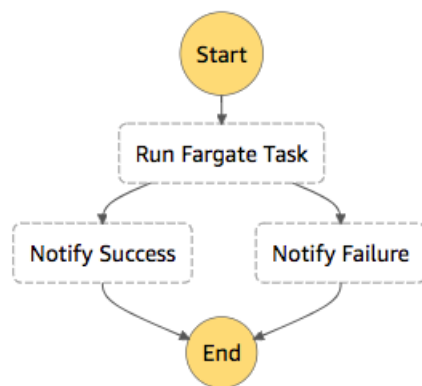 Start
Run Fargate Task
Notify Success
Notify Failure
End